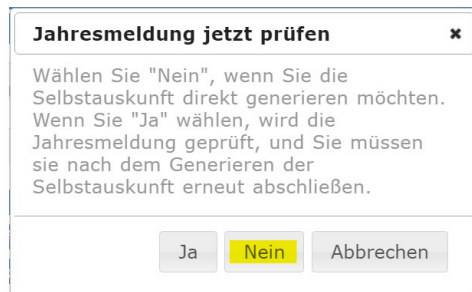 Jahresmeldung jetzt prüfen
Wählen Sie "Nein", wenn Sie die
Selbstauskunft direkt generieren möchten.
Wenn Sie "Ja" wählen, wird die
Jahresmeldung geprüft, und Sie müssen
sie nach dem Generieren der
Selbstauskunft erneut abschließen.
Ja Nein Abbrechen